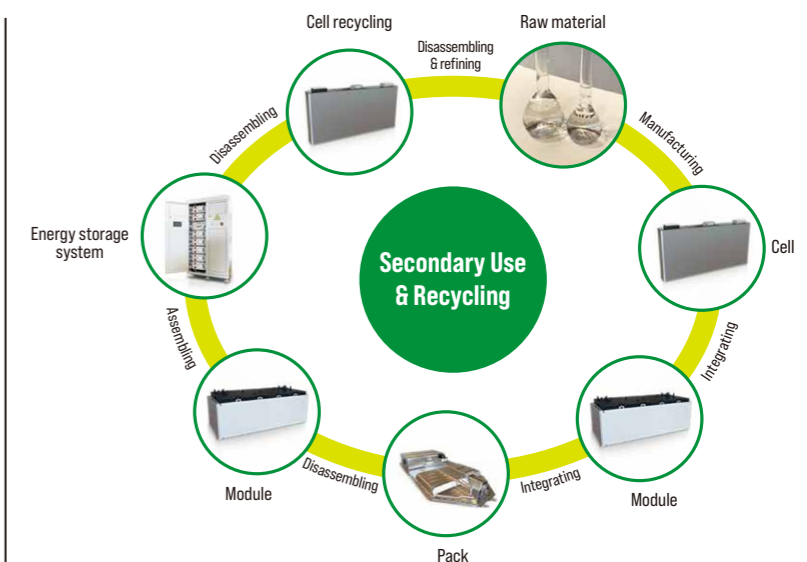 Cell recycling
Disassembling
& refining
Raw material
Manufacturing
Cell
Integrating
Module
Integrating
Pack
Disassembling
Module
Assembling
Energy storage
system
Disassembling
Secondary Use
& Recycling